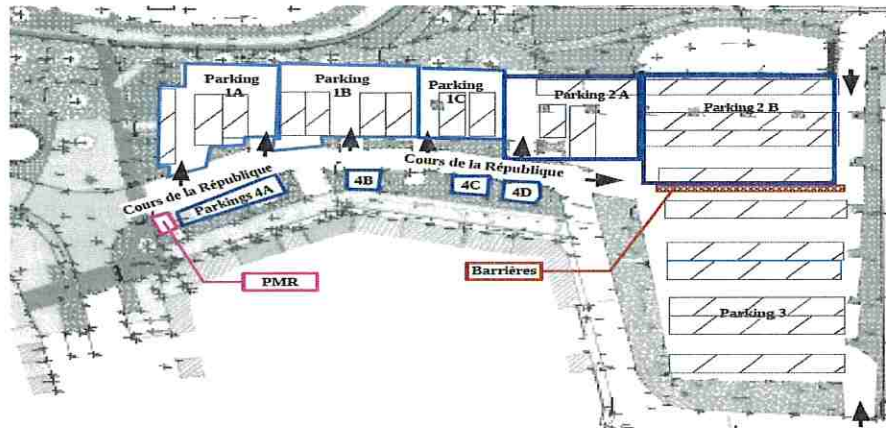 Parking
1A
Parking
1B
Parking
1C
Parking 2 A
Parking 2 B
Cours de la République
Cours de la République
Parkings 4A
4B
4C
4D
PMR
Barrières
Parking 3